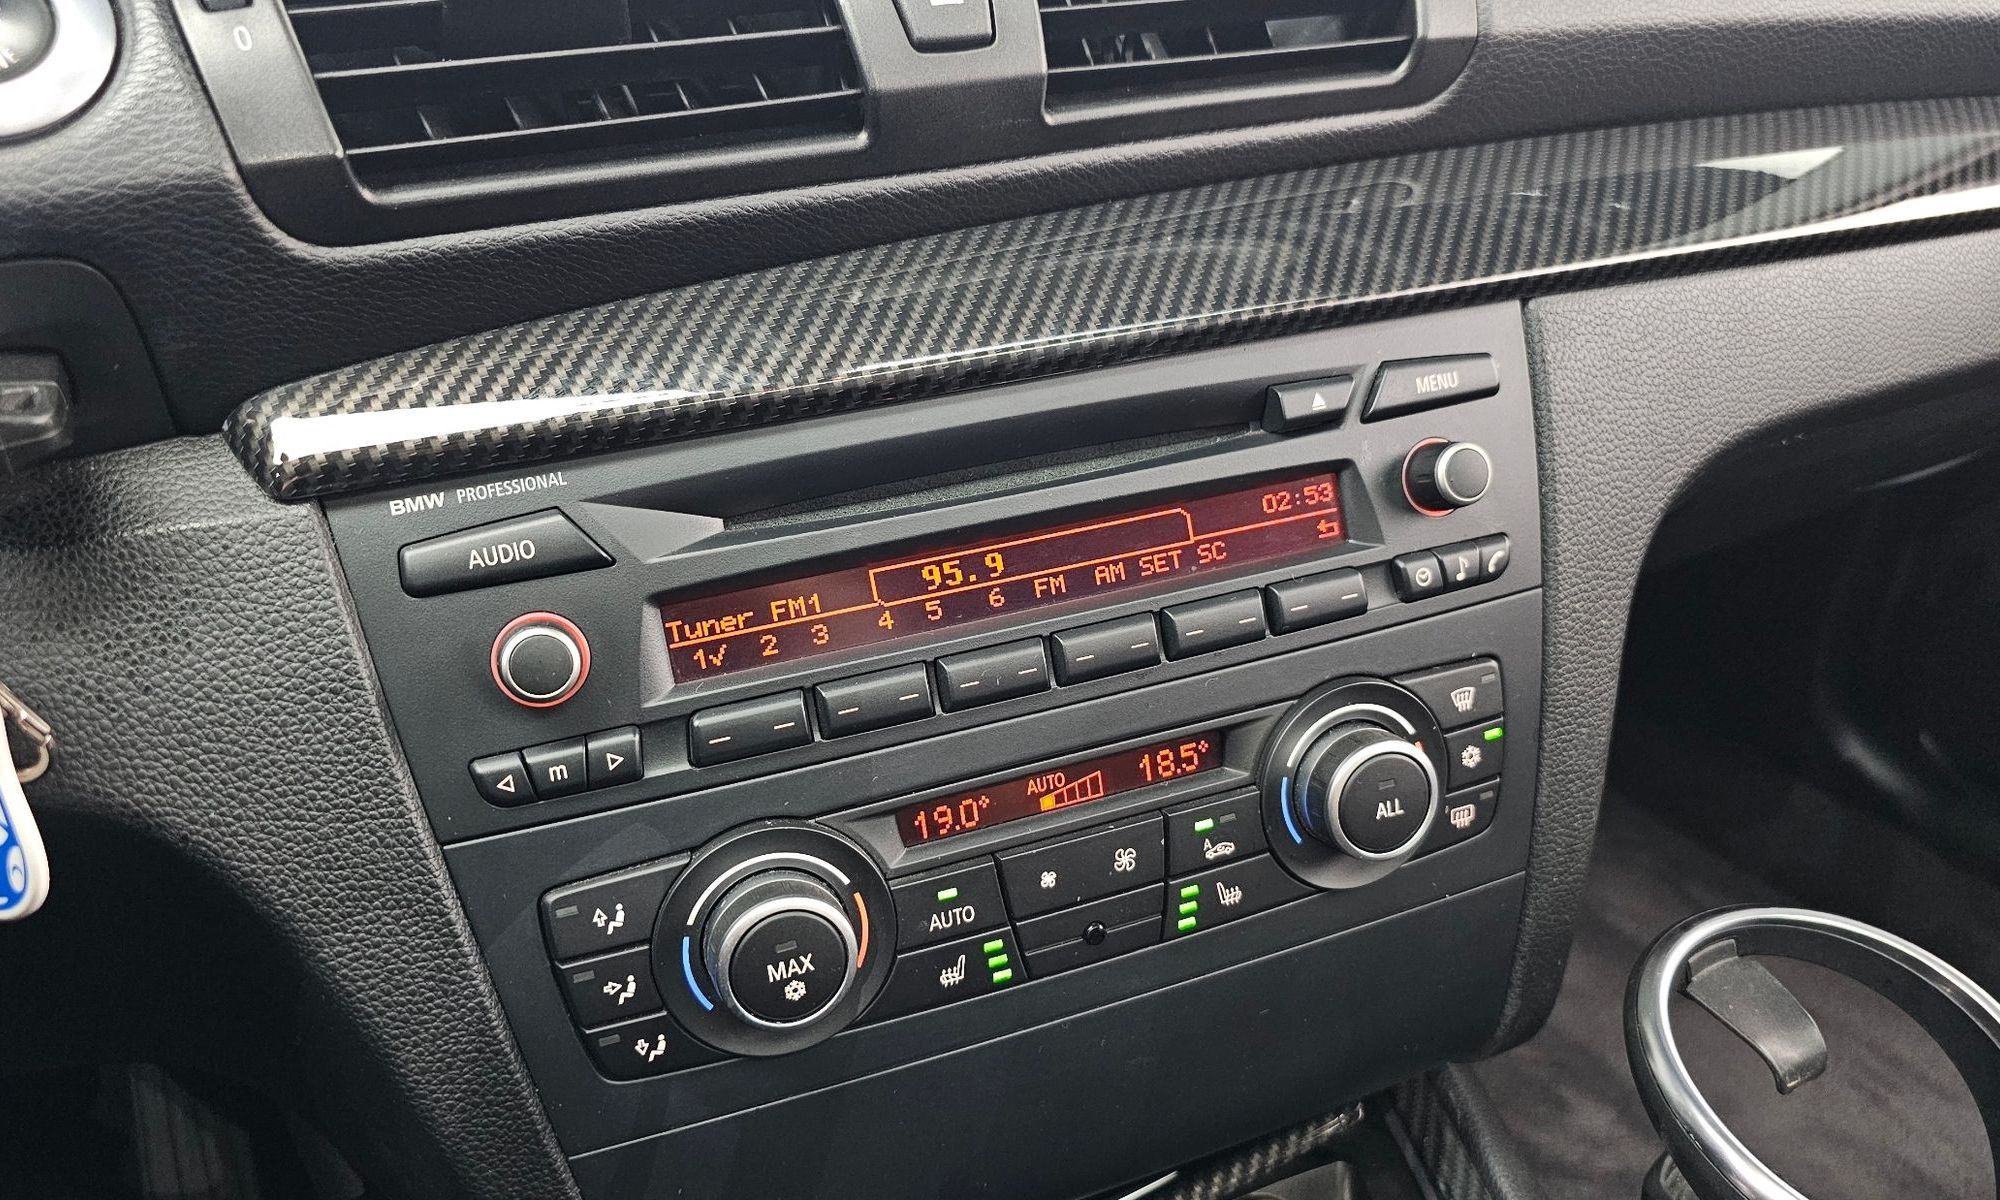 0
MENU
BMW PROFESSIONAL
AUDIO
02:53
95.9
Tuner FM1
1√ 2 3 4 5 6 FM AM SET SC
m
19.0° AUTO 18.5°
ALL
A
AUTO
MAX